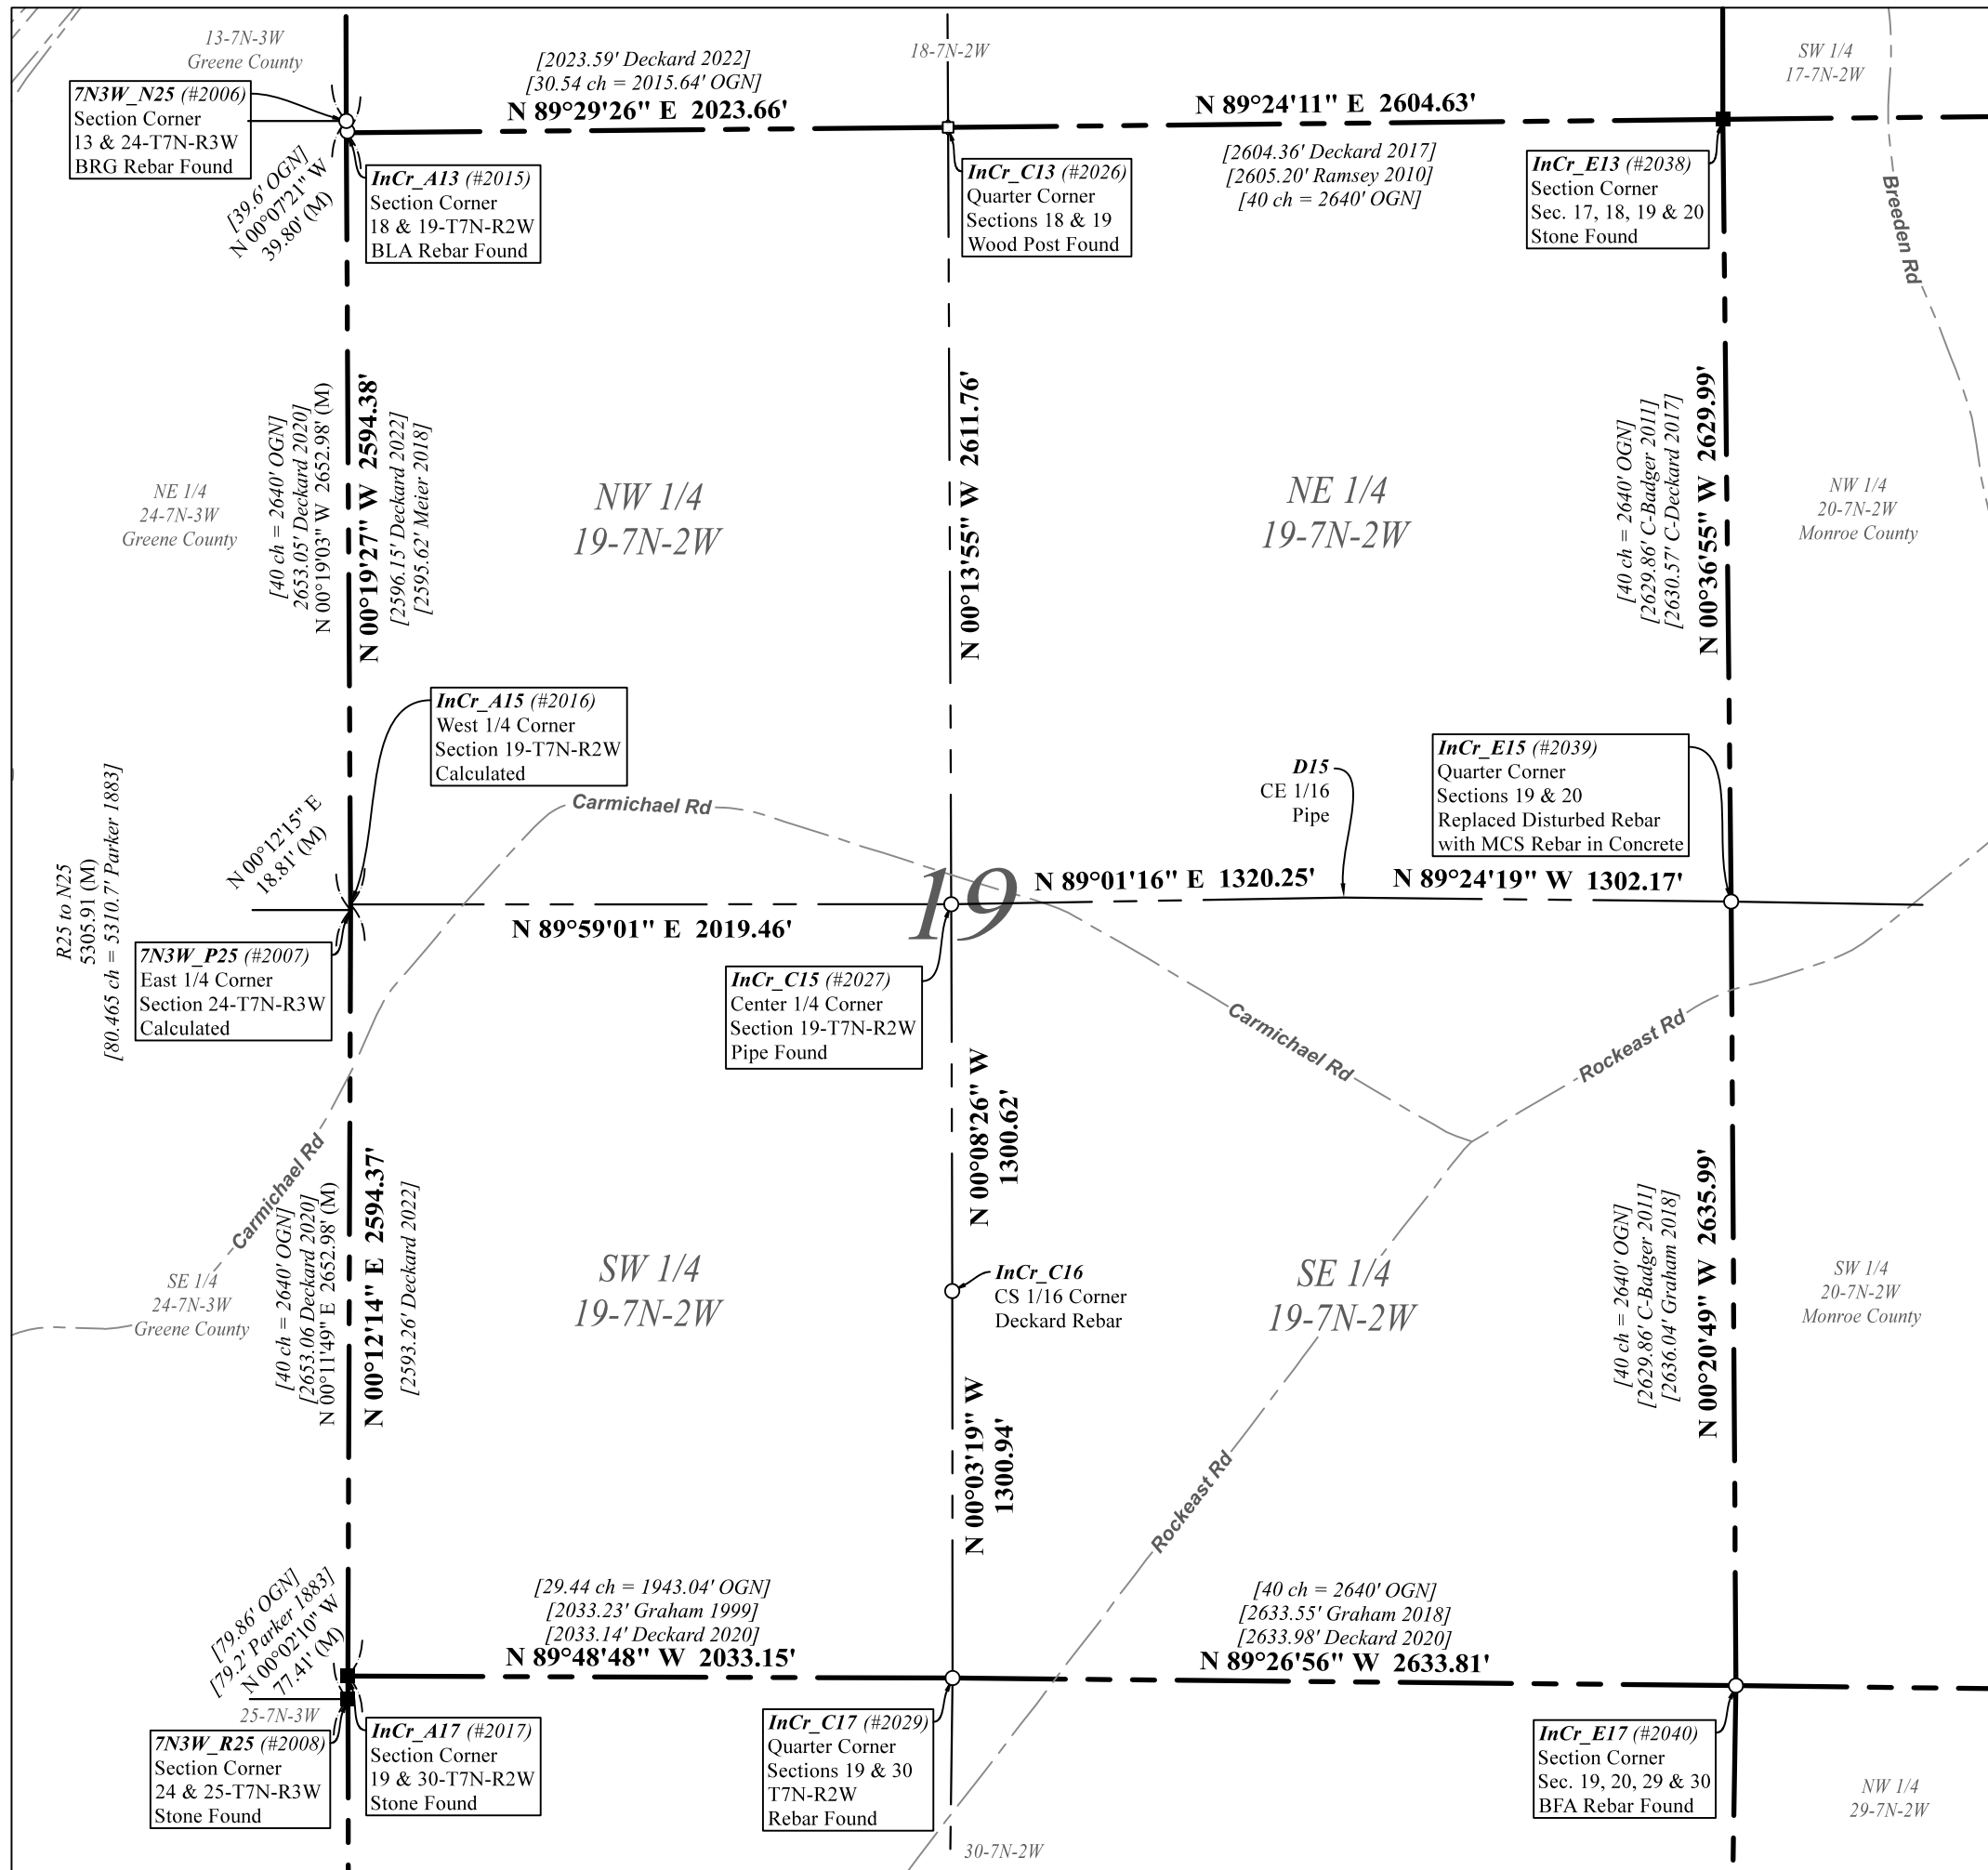 13-7N-3W
Greene County
[2023.59' Deckard 2022]
[30.54 ch = 2015.64' OGN]
N 89°29'26" E  2023.66'
18-7N-2W
N 89°24'11" E  2604.63'
[2604.36' Deckard 2017]
[2605.20' Ramsey 2010]
[40 ch = 2640' OGN]
SW 1/4
17-7N-2W
7N3W_N25 (#2006)
Section Corner
13 & 24-T7N-R3W
BRG Rebar Found
[39.6' OGN]
N 00°07'21" W
39.80' (M)
InCr_A13 (#2015)
Section Corner
18 & 19-T7N-R2W
BLA Rebar Found
InCr_C13 (#2026)
Quarter Corner
Sections 18 & 19
Wood Post Found
InCr_E13 (#2038)
Section Corner
Sec. 17, 18, 19 & 20
Stone Found
Breeden Rd
NE 1/4
24-7N-3W
Greene County
[40 ch = 2640' OGN]
2653.05' Deckard 2020]
N 00°19'03" W  2652.98' (M)
N 00°19'27" W  2594.38'
[2596.15' Deckard 2022]
[2595.62' Meier 2018]
NW 1/4
19-7N-2W
N 00°13'55" W  2611.76'
NE 1/4
19-7N-2W
[40 ch = 2640' OGN]
[2629.86' C-Badger 2011]
[2630.57' C-Deckard 2017]
N 00°36'55" W  2629.99'
NW 1/4
20-7N-2W
Monroe County
InCr_A15 (#2016)
West 1/4 Corner
Section 19-T7N-R2W
Calculated
Carmichael Rd
D15
CE 1/16
Pipe
InCr_E15 (#2039)
Quarter Corner
Sections 19 & 20
Replaced Disturbed Rebar
with MCS Rebar in Concrete
R25 to N25
5305.91 (M)
[80.465 ch = 5310.7' Parker 1883]
N 00°12'15" E
18.81' (M)
19
N 89°59'01" E  2019.46'
N 89°01'16" E  1320.25'
N 89°24'19" W  1302.17'
7N3W_P25 (#2007)
East 1/4 Corner
Section 24-T7N-R3W
Calculated
InCr_C15 (#2027)
Center 1/4 Corner
Section 19-T7N-R2W
Pipe Found
Carmichael Rd
Rockeast Rd
Carmichael Rd
SE 1/4
24-7N-3W
Greene County
[40 ch = 2640' OGN]
[2653.06 Deckard 2020]
N 00°11'49" E  2652.98' (M)
N 00°12'14" E  2594.37'
[2593.26' Deckard 2022]
SW 1/4
19-7N-2W
N 00°08'26" W
1300.62'
InCr_C16
CS 1/16 Corner
Deckard Rebar
SE 1/4
19-7N-2W
[40 ch = 2640' OGN]
[2629.86' C-Badger 2011]
[2636.04' Graham 2018]
N 00°20'49" W  2635.99'
SW 1/4
20-7N-2W
Monroe County
N 00°03'19" W
1300.94'
Rockeast Rd
[79.86' OGN]
[79.2' Parker 1883]
N 00°02'10" W
77.41' (M)
[29.44 ch = 1943.04' OGN]
[2033.23' Graham 1999]
[2033.14' Deckard 2020]
N 89°48'48" W  2033.15'
[40 ch = 2640' OGN]
[2633.55' Graham 2018]
[2633.98' Deckard 2020]
N 89°26'56" W  2633.81'
25-7N-3W
7N3W_R25 (#2008)
Section Corner
24 & 25-T7N-R3W
Stone Found
InCr_A17 (#2017)
Section Corner
19 & 30-T7N-R2W
Stone Found
InCr_C17 (#2029)
Quarter Corner
Sections 19 & 30
T7N-R2W
Rebar Found
InCr_E17 (#2040)
Section Corner
Sec. 19, 20, 29 & 30
BFA Rebar Found
NW 1/4
29-7N-2W
30-7N-2W